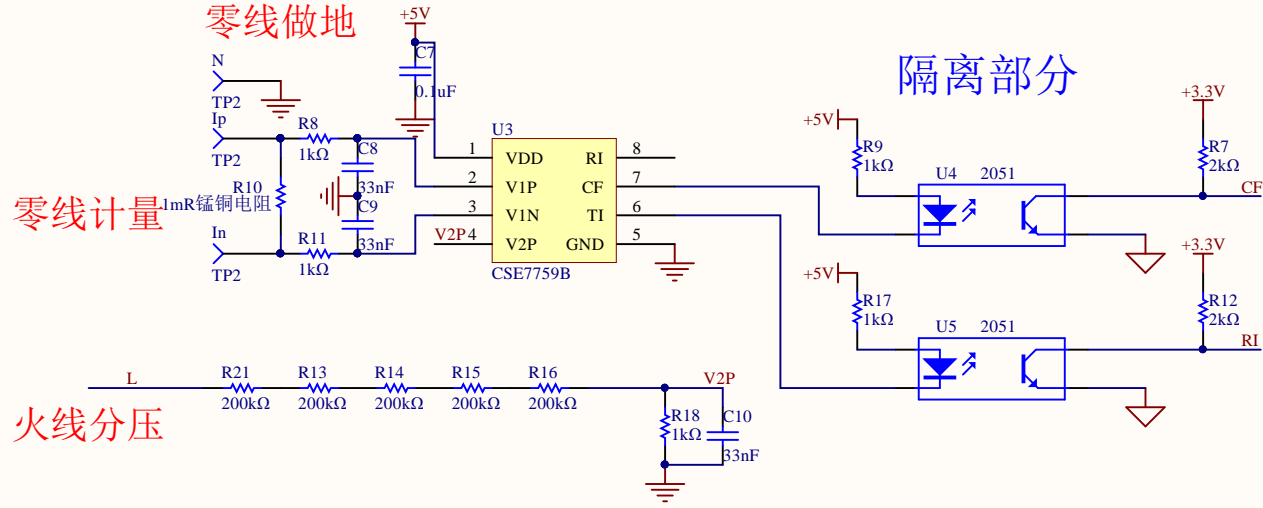 零线做地
+5V
N
TP2
Ip
TP2
C7
0.1uF
R8
1kΩ
C8
33nF
R10
1mR锰铜电阻
零线计量
C9
33nF
In
TP2
R11
1kΩ
U3
1 VDD RI 8
2 V1P CF 7
3 V1N TI 6
V2P 4 V2P GND 5
CSE7759B
隔离部分
+5V
R9
1kΩ
U4 2051
+3.3V
R7
2kΩ
CF
+5V
R17
1kΩ
U5 2051
+3.3V
R12
2kΩ
RI
L
R21
200kΩ
R13
200kΩ
R14
200kΩ
R15
200kΩ
R16
200kΩ
V2P
R18
1kΩ
C10
33nF
火线分压